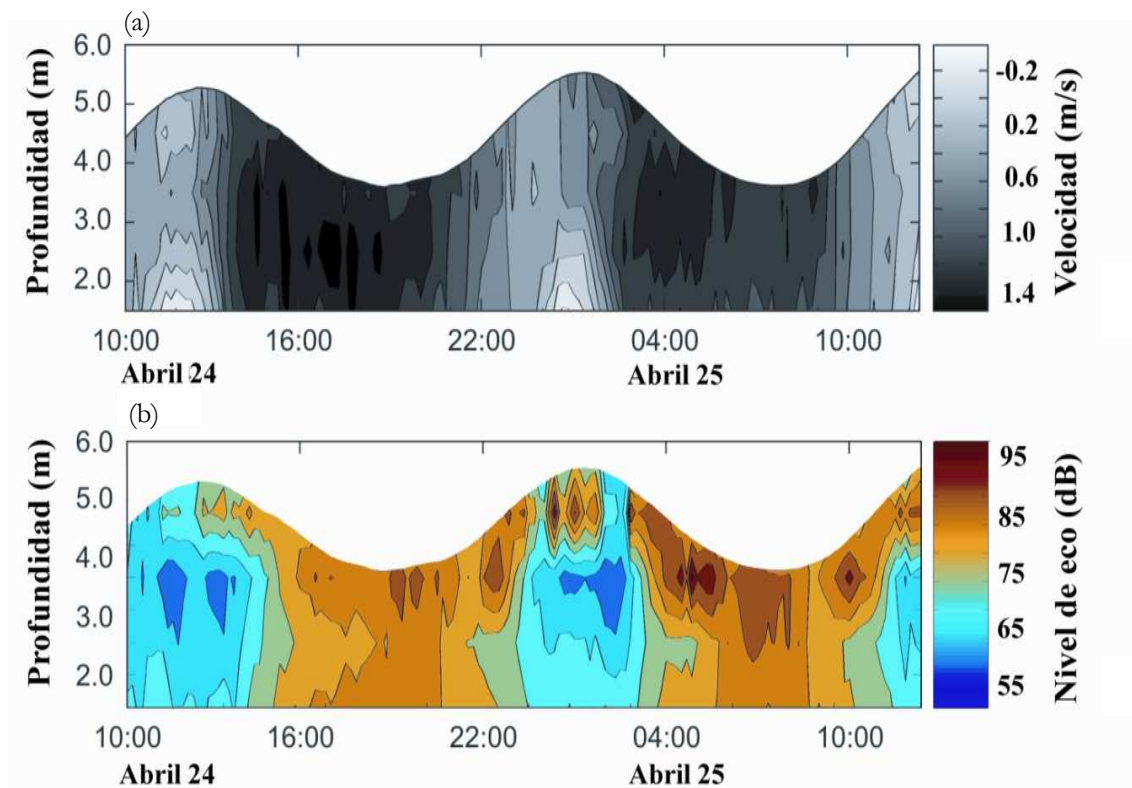 (a)
6.0
5.0
4.0
3.0
2.0
Profundidad (m)
10:00 16:00 22:00 04:00 10:00
Abril 24 Abril 25
-0.2
0.2
0.6
1.0
1.4
Velocidad (m/s)
(b)
6.0
5.0
4.0
3.0
2.0
Profundidad (m)
10:00 16:00 22:00 04:00 10:00
Abril 24 Abril 25
95
85
75
65
55
Nivel de eco (dB)